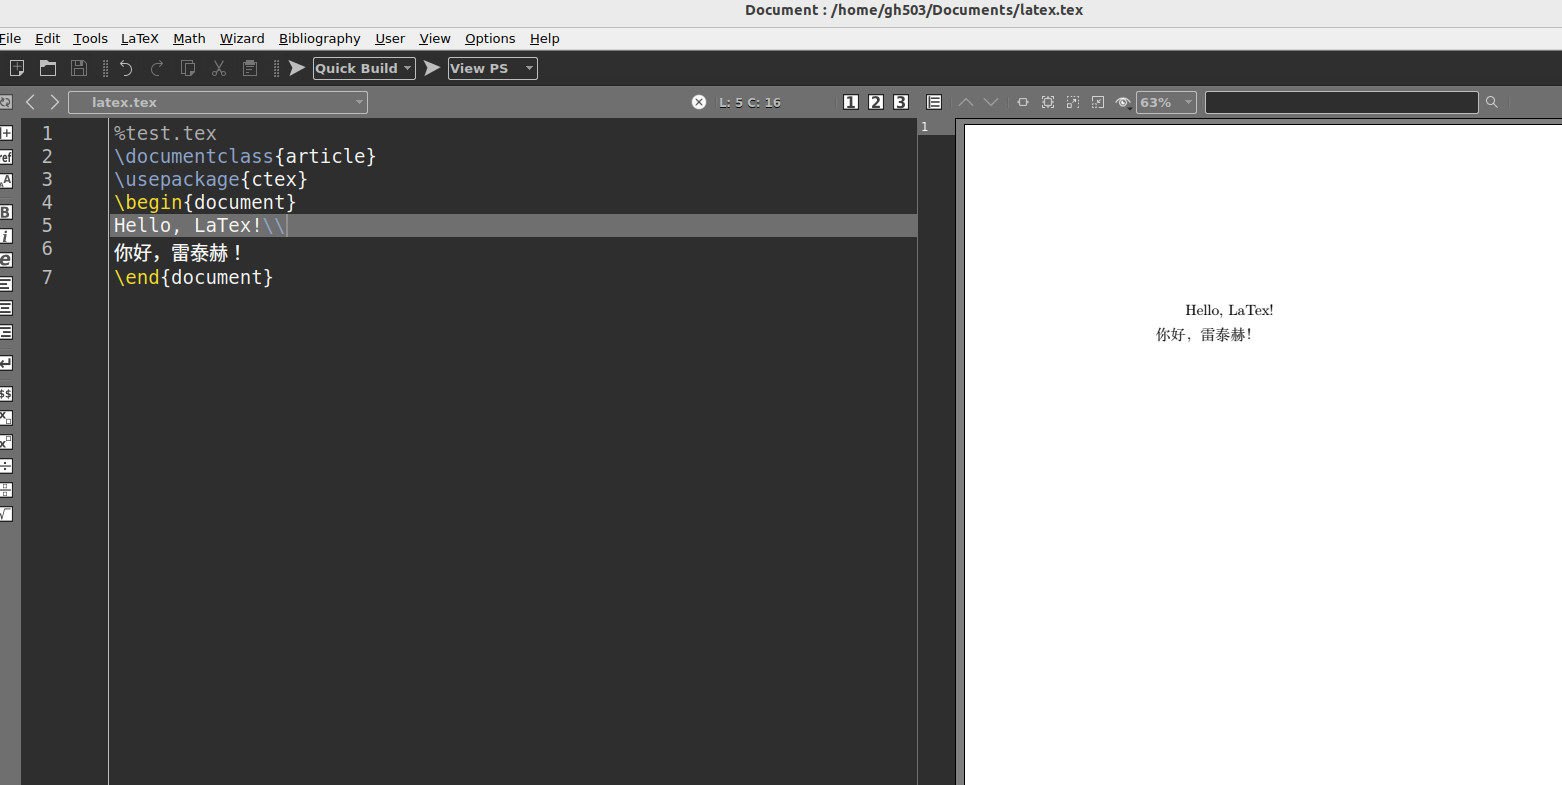 Document : /home/gh503/Documents/latex.tex
File Edit Tools LaTeX Math Wizard Bibliography User View Options Help
Quick Build View PS
latex.tex L: 5 C: 16 1 2 3 63%
1 %test.tex
2 \documentclass{article}
3 \usepackage{ctex}
4 \begin{document}
5 Hello, LaTex!\\
6 你好，雷泰赫！
7 \end{document}
1
Hello, LaTex!
你好，雷泰赫！
ref
A
B
i
e
$$